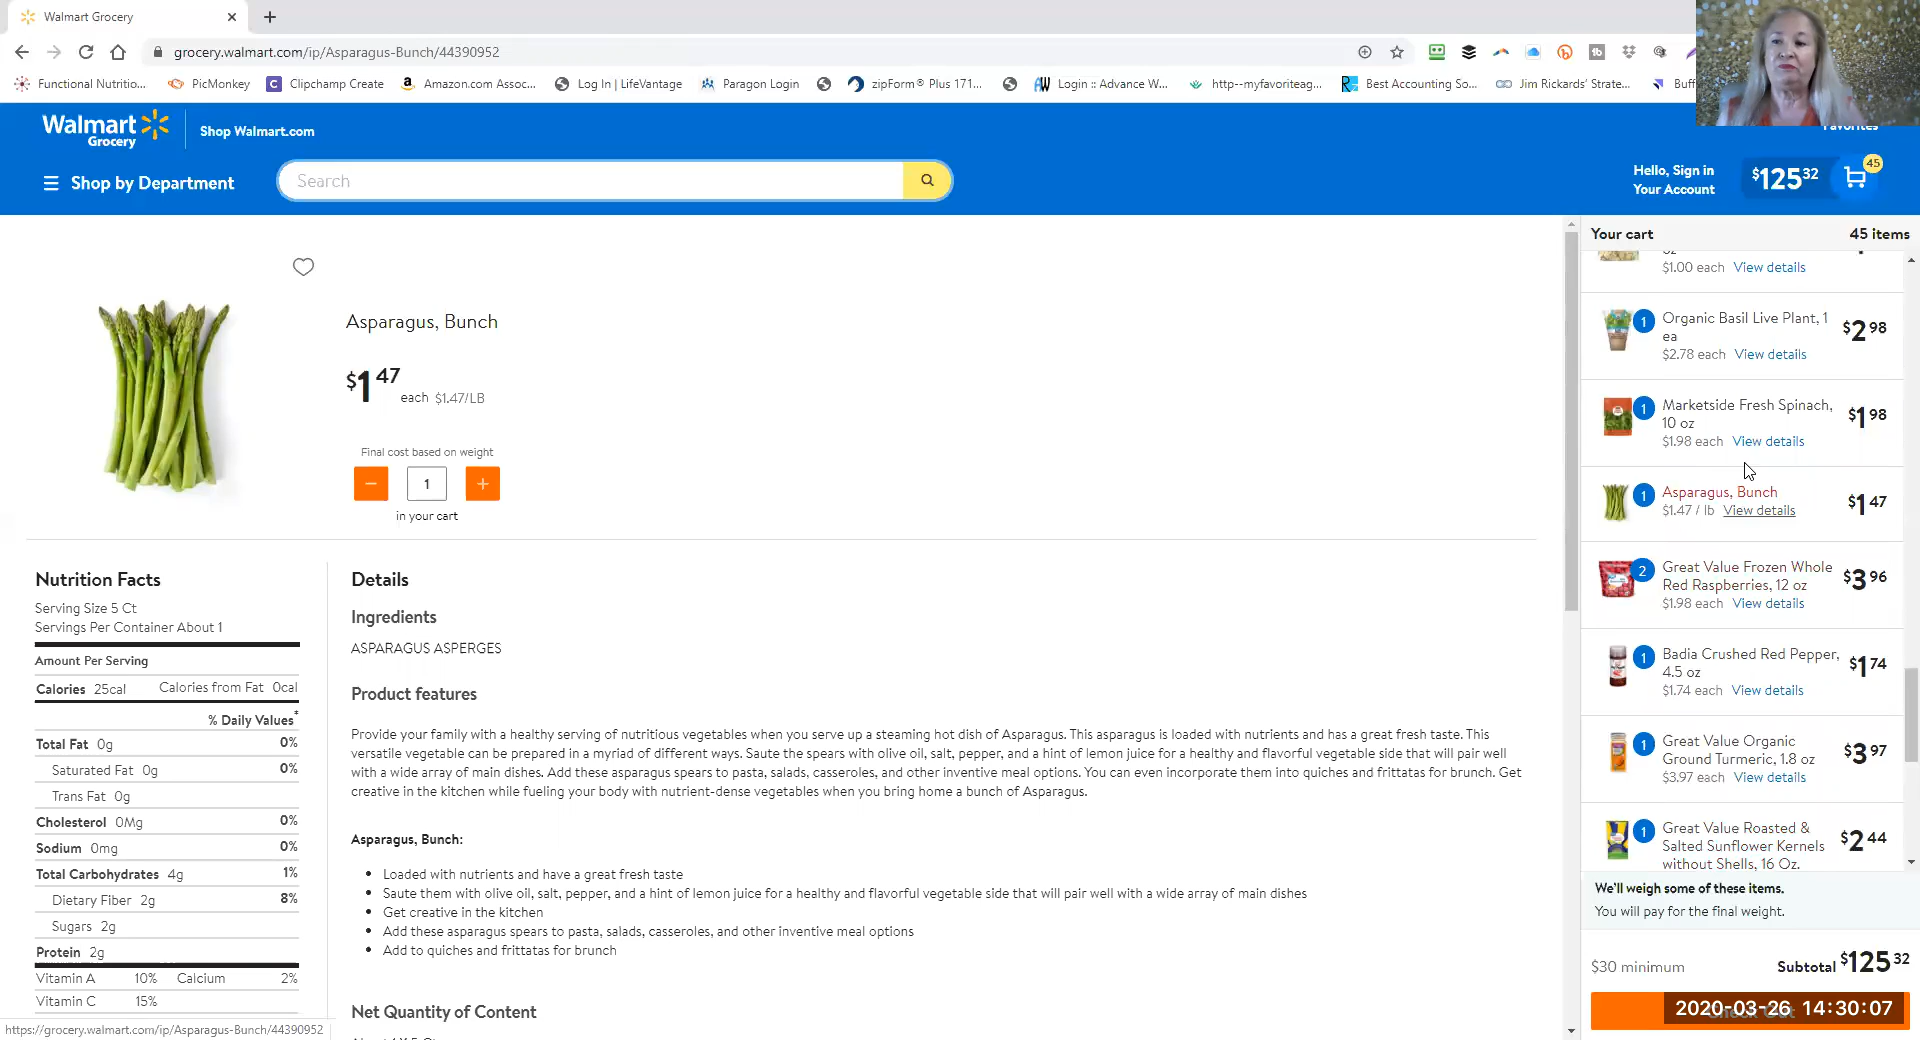 Walmart Grocery
grocery.walmart.com/ip/Asparagus-Bunch/44390952
Functional Nutritio...
PicMonkey
Clipchamp Create
Amazon.com Assoc...
Log In | LifeVantage
Paragon Login
zipForm® Plus 171...
Login :: Advance W...
http--myfavoriteag...
Best Accounting So...
Jim Rickards' Strate...
Buff
Walmart
Grocery
Shop Walmart.com
Favorites
Shop by Department
Search
Hello, Sign in
Your Account
$125 32
45
Asparagus, Bunch
$1 47
each $1.47/LB
Final cost based on weight
1
in your cart
Nutrition Facts
Serving Size 5 Ct
Servings Per Container About 1
Amount Per Serving
Calories 25cal Calories from Fat 0cal
% Daily Values*
Total Fat 0g 0%
Saturated Fat 0g 0%
Trans Fat 0g
Cholesterol 0Mg 0%
Sodium 0mg 0%
Total Carbohydrates 4g 1%
Dietary Fiber 2g 8%
Sugars 2g
Protein 2g
Vitamin A 10% Calcium 2%
Vitamin C 15%
https://grocery.walmart.com/ip/Asparagus-Bunch/44390952
Details
Ingredients
ASPARAGUS ASPERGES
Product features
Provide your family with a healthy serving of nutritious vegetables when you serve up a steaming hot dish of Asparagus. This asparagus is loaded with nutrients and has a great fresh taste. This
versatile vegetable can be prepared in a myriad of different ways. Saute the spears with olive oil, salt, pepper, and a hint of lemon juice for a healthy and flavorful vegetable side that will pair well
with a wide array of main dishes. Add these asparagus spears to pasta, salads, casseroles, and other inventive meal options. You can even incorporate them into quiches and frittatas for brunch. Get
creative in the kitchen while fueling your body with nutrient-dense vegetables when you bring home a bunch of Asparagus.
Asparagus, Bunch:
Loaded with nutrients and have a great fresh taste
Saute them with olive oil, salt, pepper, and a hint of lemon juice for a healthy and flavorful vegetable side that will pair well with a wide array of main dishes
Get creative in the kitchen
Add these asparagus spears to pasta, salads, casseroles, and other inventive meal options
Add to quiches and frittatas for brunch
Net Quantity of Content
Your cart 45 items
$1.00 each View details
1
Organic Basil Live Plant, 1
ea
$2.78 each View details
$2 98
1
Marketside Fresh Spinach,
10 oz
$1.98 each View details
$1 98
1
Asparagus, Bunch
$1.47 / lb View details
$1 47
2
Great Value Frozen Whole
Red Raspberries, 12 oz
$1.98 each View details
$3 96
1
Badia Crushed Red Pepper,
4.5 oz
$1.74 each View details
$1 74
1
Great Value Organic
Ground Turmeric, 1.8 oz
$3.97 each View details
$3 97
1
Great Value Roasted &
Salted Sunflower Kernels
without Shells, 16 Oz.
$2 44
We'll weigh some of these items.
You will pay for the final weight.
$30 minimum Subtotal $125 32
2020-03-26 14:30:07